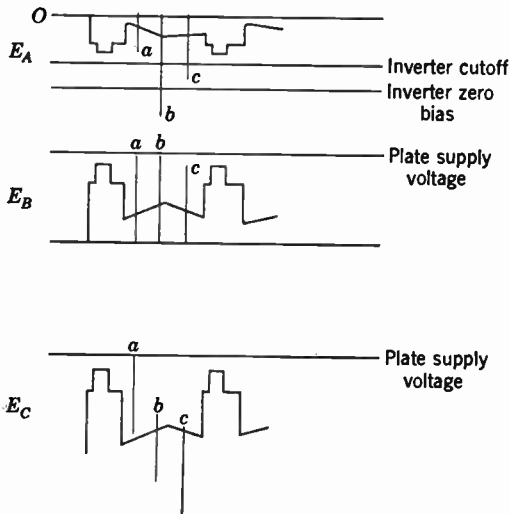 O
E_A
a
c
b
Inverter cutoff
Inverter zero
bias
a b
c
Plate supply
voltage
E_B
a
Plate supply
voltage
b
c
E_C